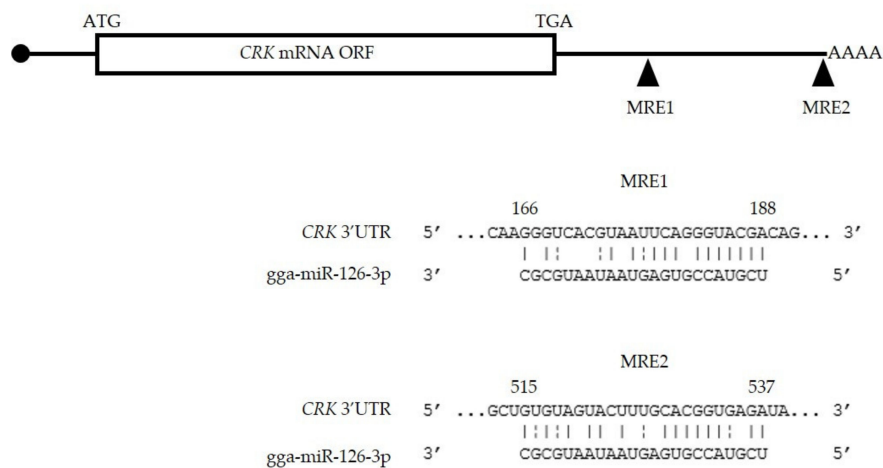 ATG TGA
CRK mRNA ORF
AAAA
MRE1 MRE2
MRE1
166 188
CRK 3′UTR 5′ ...CAAGGGUCACGUAAUUCAGGGUACGACAG... 3′
gga-miR-126-3p 3′ CGCGUAAUAAUGAGUGCCAUGCU 5′
MRE2
515 537
CRK 3′UTR 5′ ...GCUGUGUAGUACUUUGCACGGUGAGAUA... 3′
gga-miR-126-3p 3′ CGCGUAAUAAUGAGUGCCAUGCU 5′